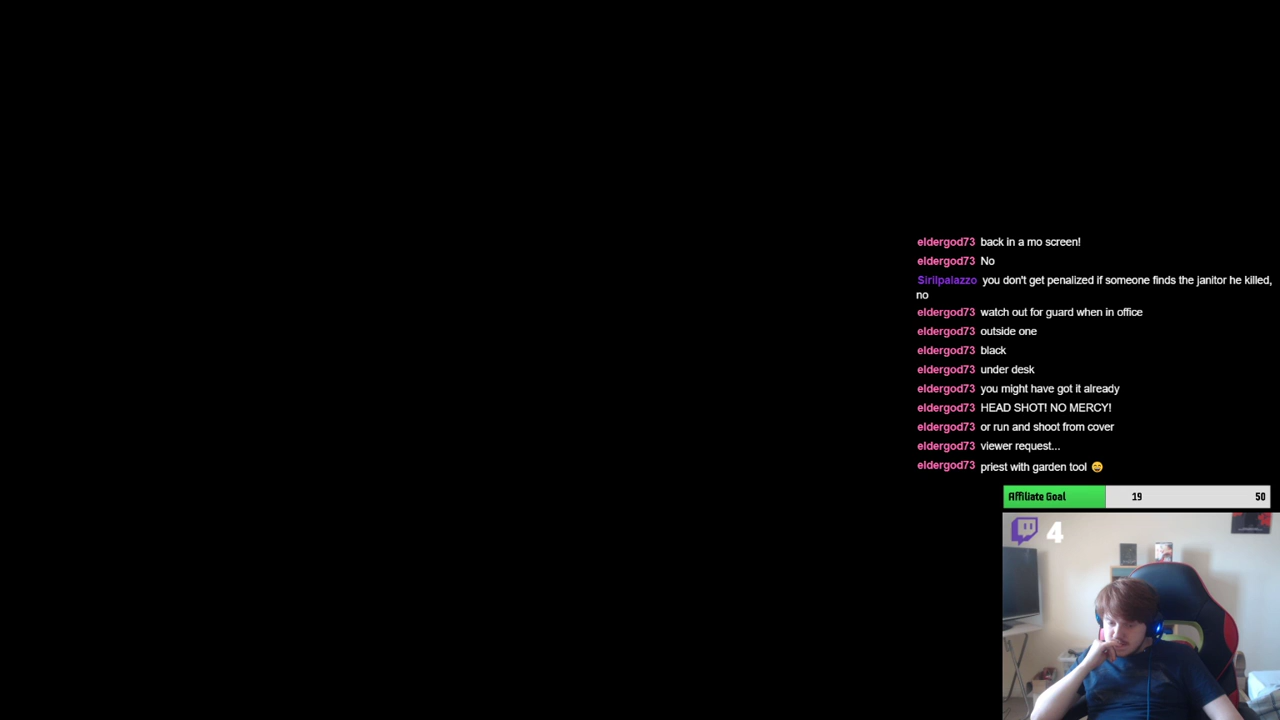 eldergod73 back in a mo screen!
eldergod73 No
Sirilpalazzo you don't get penalized if someone finds the janitor he killed,
no
eldergod73 watch out for guard when in office
eldergod73 outside one
eldergod73 black
eldergod73 under desk
eldergod73 you might have got it already
eldergod73 HEAD SHOT! NO MERCY!
eldergod73 or run and shoot from cover
eldergod73 viewer request...
eldergod73 priest with garden tool 😄
Affiliate Goal 19 50
4